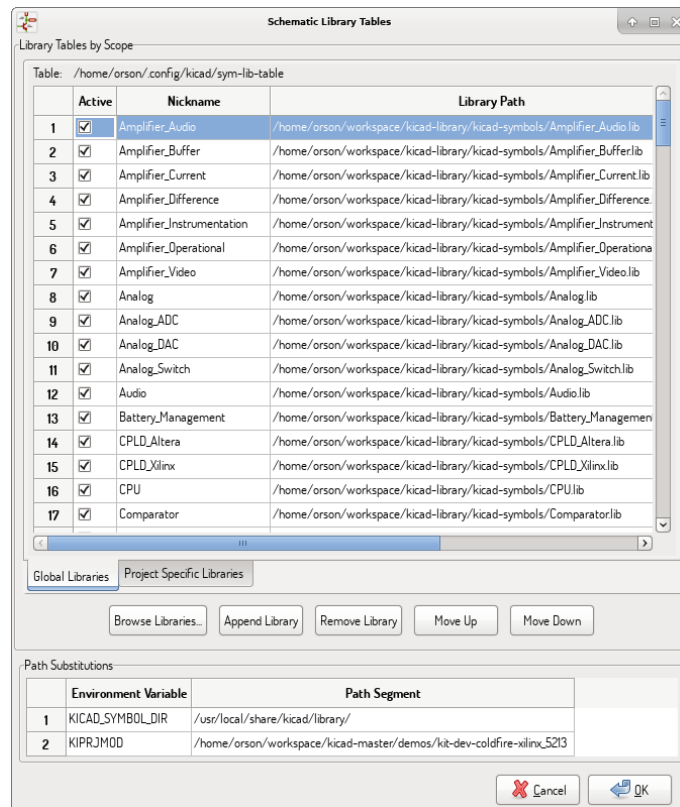 Schematic Library Tables
Library Tables by Scope
Table: /home/orson/.config/kicad/sym-lib-table
Active Nickname Library Path
1 Amplifier_Audio /home/orson/workspace/kicad-library/kicad-symbols/Amplifier_Audio.lib
2 Amplifier_Buffer /home/orson/workspace/kicad-library/kicad-symbols/Amplifier_Buffer.lib
3 Amplifier_Current /home/orson/workspace/kicad-library/kicad-symbols/Amplifier_Current.lib
4 Amplifier_Difference /home/orson/workspace/kicad-library/kicad-symbols/Amplifier_Difference.
5 Amplifier_Instrumentation /home/orson/workspace/kicad-library/kicad-symbols/Amplifier_Instrument
6 Amplifier_Operational /home/orson/workspace/kicad-library/kicad-symbols/Amplifier_Operationa
7 Amplifier_Video /home/orson/workspace/kicad-library/kicad-symbols/Amplifier_Video.lib
8 Analog /home/orson/workspace/kicad-library/kicad-symbols/Analog.lib
9 Analog_ADC /home/orson/workspace/kicad-library/kicad-symbols/Analog_ADC.lib
10 Analog_DAC /home/orson/workspace/kicad-library/kicad-symbols/Analog_DAC.lib
11 Analog_Switch /home/orson/workspace/kicad-library/kicad-symbols/Analog_Switch.lib
12 Audio /home/orson/workspace/kicad-library/kicad-symbols/Audio.lib
13 Battery_Management /home/orson/workspace/kicad-library/kicad-symbols/Battery_Management
14 CPLD_Altera /home/orson/workspace/kicad-library/kicad-symbols/CPLD_Altera.lib
15 CPLD_Xilinx /home/orson/workspace/kicad-library/kicad-symbols/CPLD_Xilinx.lib
16 CPU /home/orson/workspace/kicad-library/kicad-symbols/CPU.lib
17 Comparator /home/orson/workspace/kicad-library/kicad-symbols/Comparator.lib
Global Libraries Project Specific Libraries
Browse Libraries... Append Library Remove Library Move Up Move Down
Path Substitutions
Environment Variable Path Segment
1 KICAD_SYMBOL_DIR /usr/local/share/kicad/library/
2 KIPRJMOD /home/orson/workspace/kicad-master/demos/kit-dev-coldfire-xilinx_5213
Cancel OK